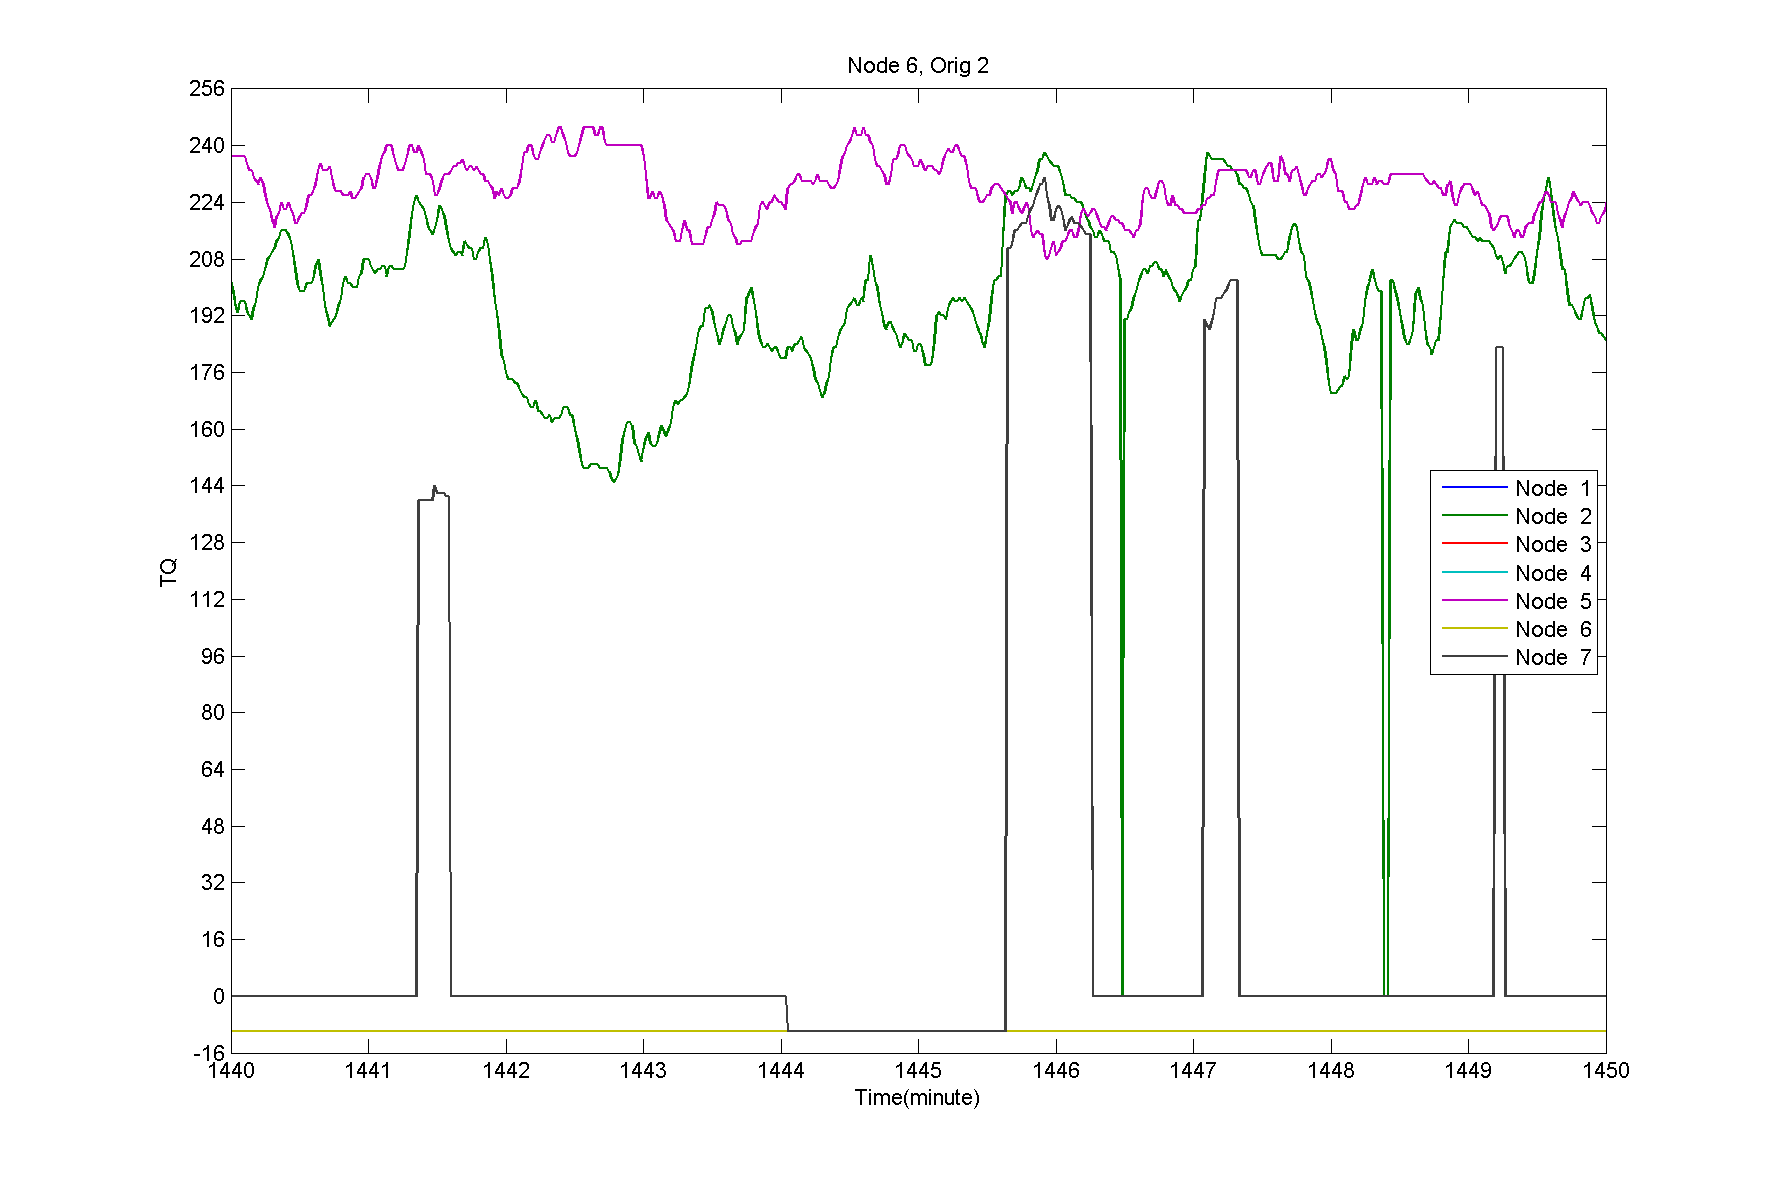 Node 6, Orig 2
256
240
224
208
192
176
160
144
128
112
96
80
64
48
32
16
0
-16
TQ
Node 1
Node 2
Node 3
Node 4
Node 5
Node 6
Node 7
1440 1441 1442 1443 1444 1445 1446 1447 1448 1449 1450
Time(minute)